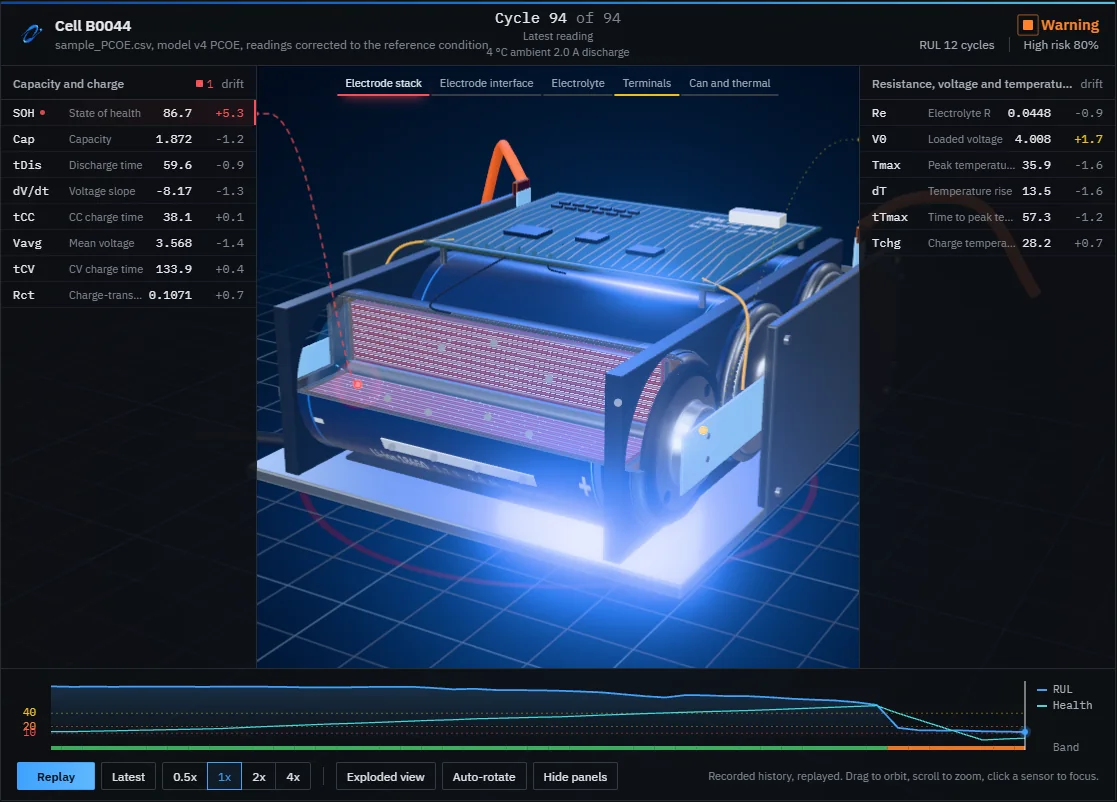 Cell B0044
sample_PCOE.csv, model v4 PCOE, readings corrected to the reference condition
Cycle 94 of 94
Latest reading
4 °C ambient 2.0 A discharge
Warning
RUL 12 cycles High risk 80%
Capacity and charge 1 drift
SOH State of health 86.7 +5.3
Cap Capacity 1.872 -1.2
tDis Discharge time 59.6 -0.9
dV/dt Voltage slope -8.17 -1.3
tCC CC charge time 38.1 +0.1
Vavg Mean voltage 3.568 -1.4
tCV CV charge time 133.9 +0.4
Rct Charge-trans... 0.1071 +0.7
Electrode stack Electrode interface Electrolyte Terminals Can and thermal
+
Resistance, voltage and temperatu... drift
Re Electrolyte R 0.0448 -0.9
V0 Loaded voltage 4.008 +1.7
Tmax Peak temperatu... 35.9 -1.6
dT Temperature rise 13.5 -1.6
tTmax Time to peak te... 57.3 -1.2
Tchg Charge tempera... 28.2 +0.7
40
20
10
RUL
Health
Band
Replay Latest 0.5x 1x 2x 4x Exploded view Auto-rotate Hide panels
Recorded history, replayed. Drag to orbit, scroll to zoom, click a sensor to focus.